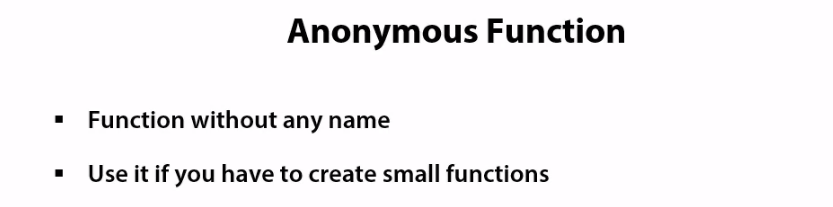 Anonymous Function
▪ Function without any name
▪ Use it if you have to create small functions